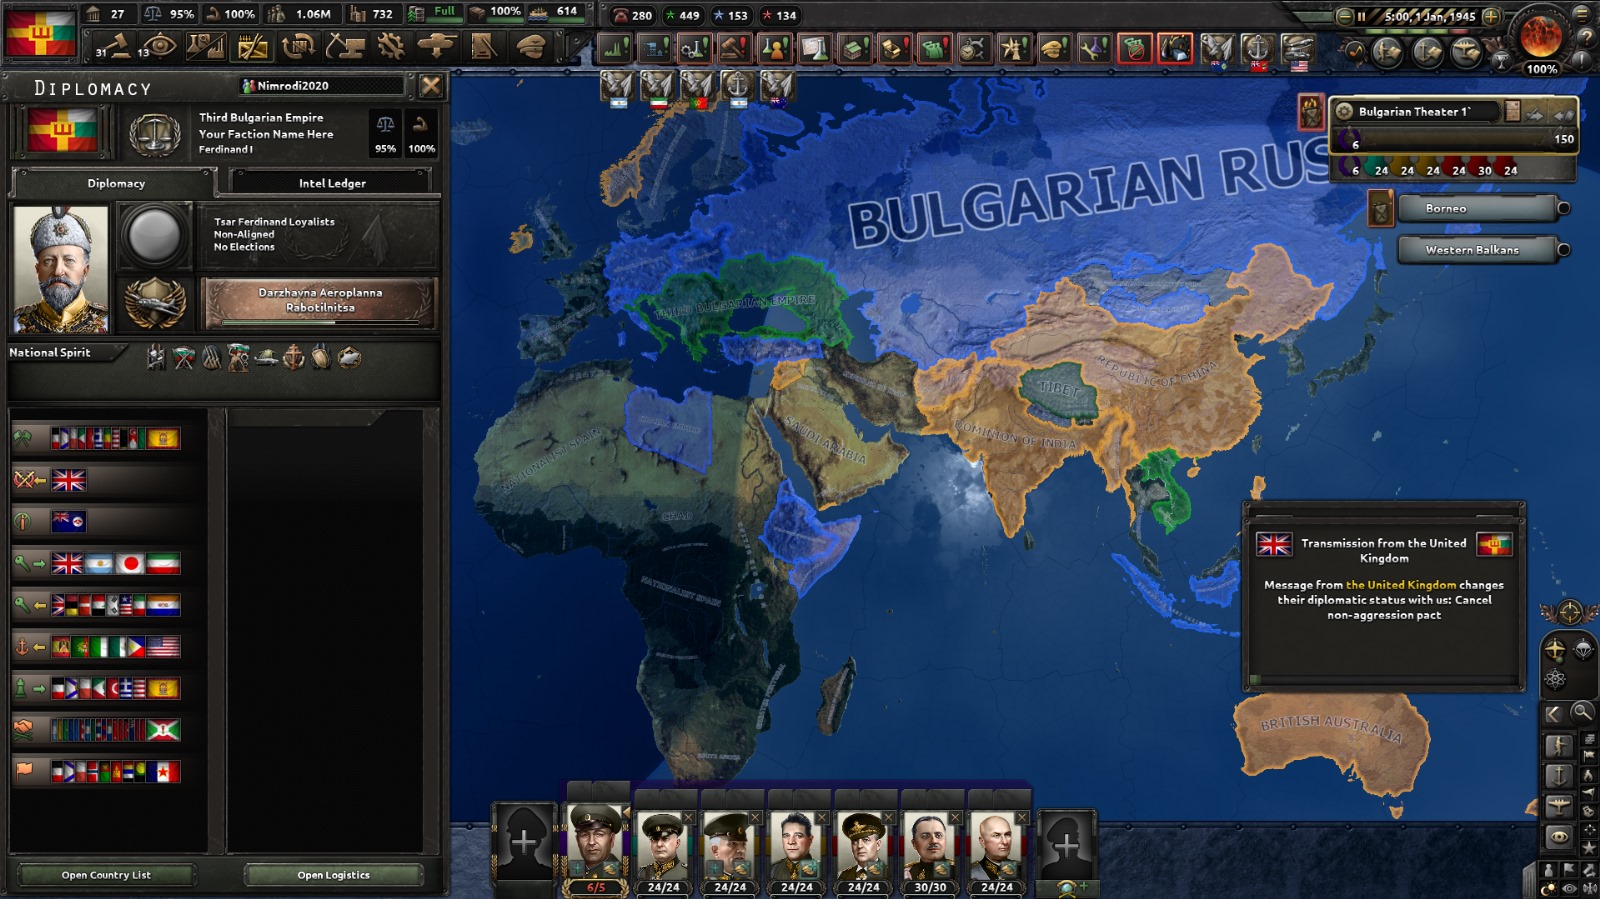 27
95%
100%
1.06M
732
Full
100%
614
280
449
153
134
5:00, 1 Jan, 1945
31
13
100%
DIPLOMACY
Nimrodi2020
Third Bulgarian Empire
Your Faction Name Here
Ferdinand I
95%
100%
Diplomacy
Intel Ledger
Tsar Ferdinand Loyalists
Non-Aligned
No Elections
Darzhavna Aeroplanna
Rabotilnitsa
National Spirit
Open Country List
Open Logistics
Bulgarian Theater 1`
6
150
6
24
24
24
24
30
24
Borneo
Western Balkans
BULGARIAN RUS
THIRD BULGARIAN EMPIRE
REPUBLIC OF CHINA
TIBET
DOMINION OF INDIA
SAUDI ARABIA
NATIONALIST SPAIN
CHAD
NATIONALIST SPAIN
SOUTH AFRICA
BRITISH AUSTRALIA
Transmission from the United
Kingdom
Message from the United Kingdom changes
their diplomatic status with us: Cancel
non-aggression pact
6/5
24/24
24/24
24/24
24/24
30/30
24/24